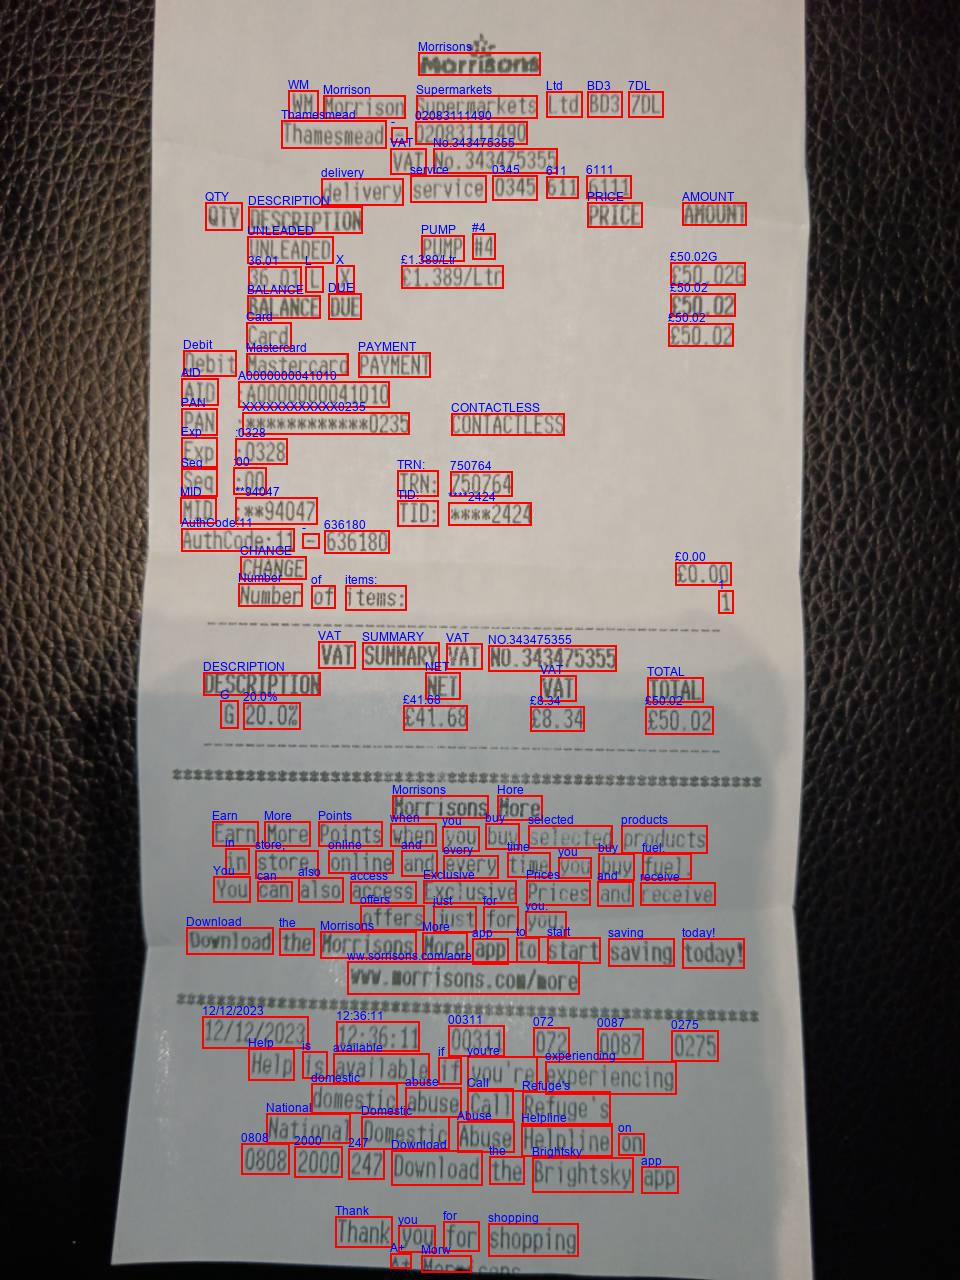 Morrisons
WM Morrison Supermarkets Ltd BD3 7DL
Thamesmead - 02083111490
VAT No.343475355
delivery service 0345 611 6111
QTY DESCRIPTION PRICE AMOUNT
UNLEADED PUMP #4
36.01 L X £1.389/Ltr £50.02G
BALANCE DUE £50.02
Card £50.02
Debit Mastercard PAYMENT
AID :A0000000041010
PAN :************0235 CONTACTLESS
Exp :0328
Seq :00 TRN: 750764
MID :**94047 TID: ****2424
AuthCode:11 - 636180
CHANGE £0.00
Number of items: 1
VAT SUMMARY VAT NO.343475355
DESCRIPTION NET VAT TOTAL
G 20.0% £41.68 £8.34 £50.02
Morrisons More
Earn More Points when you buy selected products
in store, online and every time you buy fuel.
You can also access Exclusive Prices and receive
offers just for you.
Download the Morrisons More app to start saving today!
www.morrisons.com/more
12/12/2023 12:36:11 00311 072 0087 0275
Help is available if you're experiencing
domestic abuse Call Refuge's
National Domestic Abuse Helpline on
0808 2000 247 Download the Brightsky app
Thank you for shopping
At Morrisons